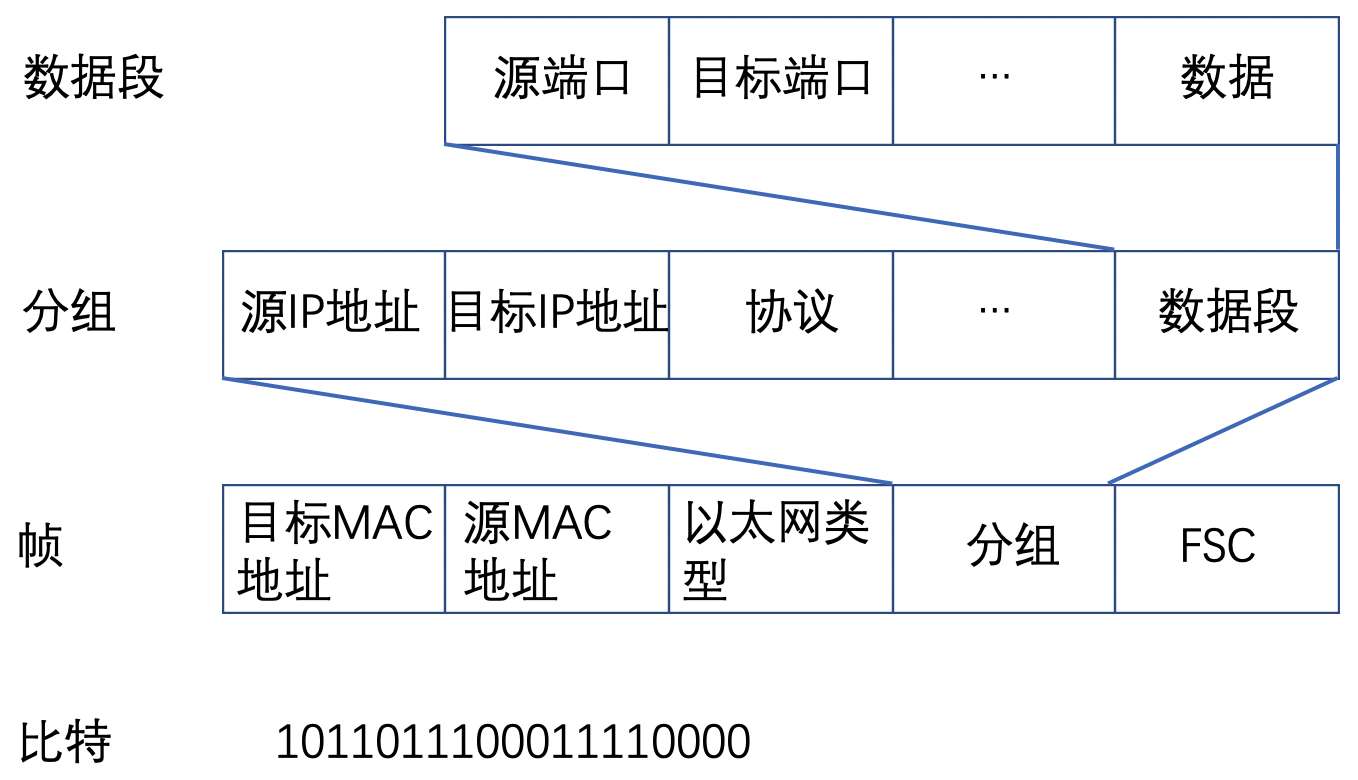 数据段 源端口 目标端口 ... 数据
分组 源IP地址 目标IP地址 协议 ... 数据段
帧 目标MAC地址 源MAC地址 以太网类型 分组 FSC
比特 1011011100011110000